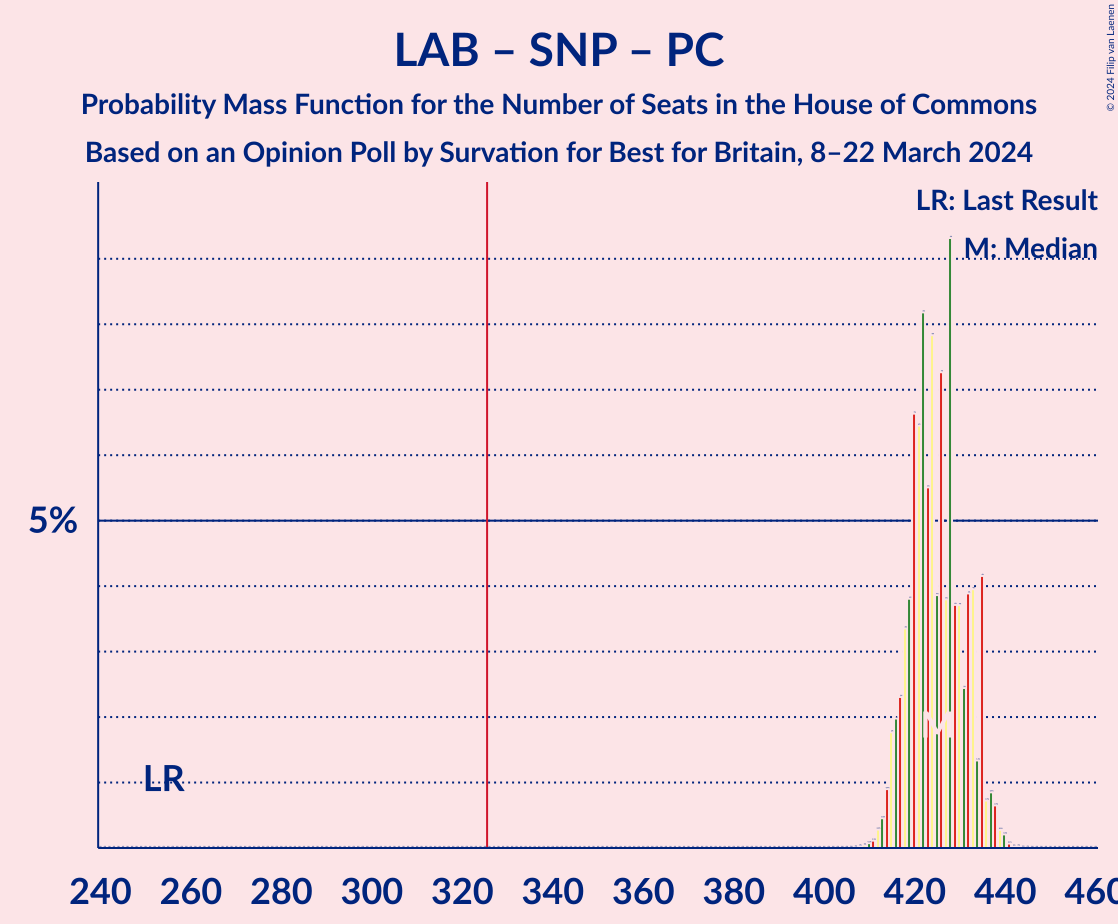 LAB – SNP – PC
Probability Mass Function for the Number of Seats in the House of Commons
Based on an Opinion Poll by Survation for Best for Britain, 8–22 March 2024
© 2024 Filip van Laenen
LR: Last Result
M: Median
5%
LR
M
240 260 280 300 320 340 360 380 400 420 440 460